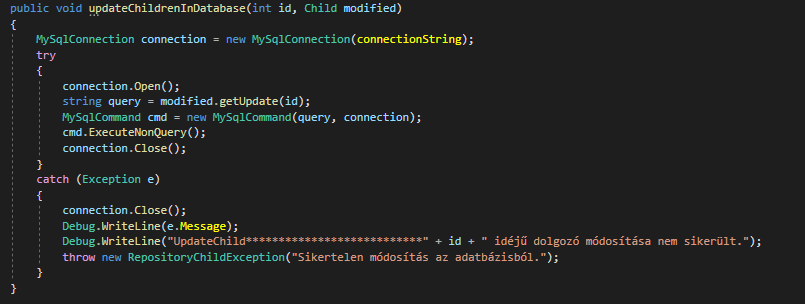 public void updateChildrenInDatabase(int id, Child modified)
{
MySqlConnection connection = new MySqlConnection(connectionString);
try
{
connection.Open();
string query = modified.getUpdate(id);
MySqlCommand cmd = new MySqlCommand(query, connection);
cmd.ExecuteNonQuery();
connection.Close();
}
catch (Exception e)
{
connection.Close();
Debug.WriteLine(e.Message);
Debug.WriteLine("UpdateChild***************************" + id + " idéjű dolgozó módosítása nem sikerült.");
throw new RepositoryChildException("Sikertelen módosítás az adatbázisból.");
}
}